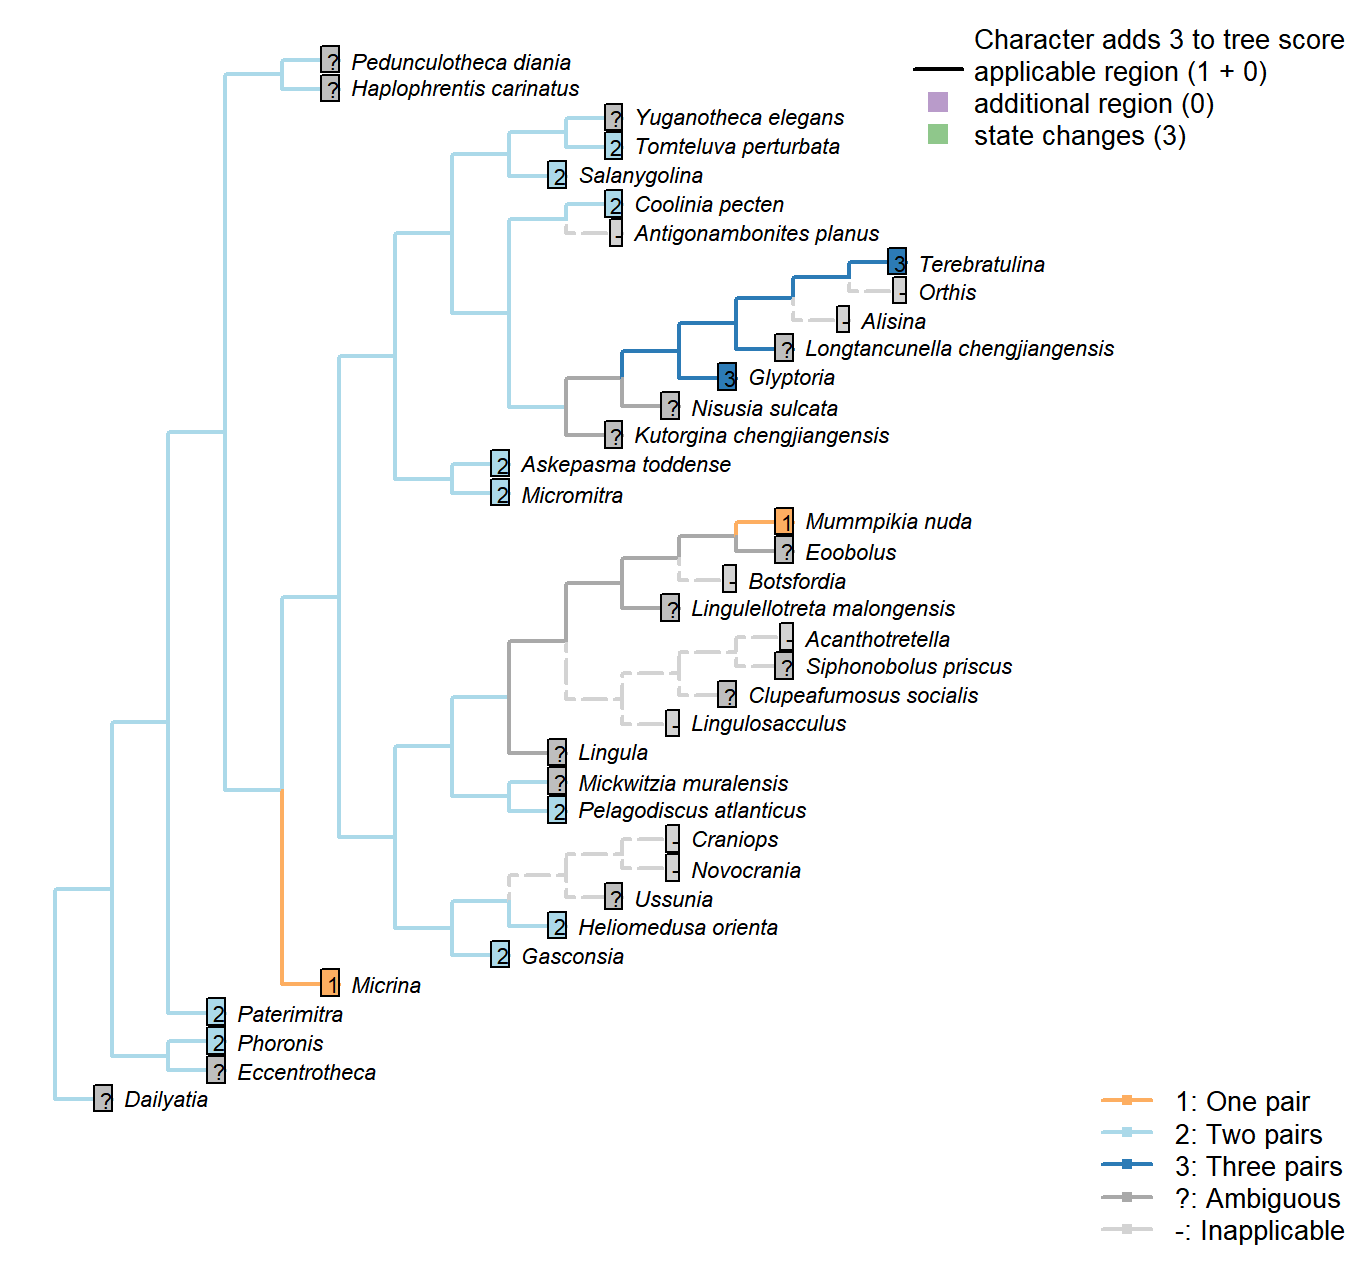 Character adds 3 to tree score
applicable region (1 + 0)
additional region (0)
state changes (3)
? Pedunculotheca diania
? Haplophrentis carinatus
? Yuganotheca elegans
2 Tomteluva perturbata
2 Salanygolina
2 Coolinia pecten
- Antigonambonites planus
3 Terebratulina
- Orthis
- Alisina
? Longtancunella chengjiangensis
3 Glyptoria
? Nisusia sulcata
? Kutorgina chengjiangensis
2 Askepasma toddense
2 Micromitra
1 Mummpikia nuda
? Eoobolus
- Botsfordia
? Lingulellotreta malongensis
- Acanthotretella
? Siphonobolus priscus
? Clupeafumosus socialis
- Lingulosacculus
? Lingula
? Mickwitzia muralensis
2 Pelagodiscus atlanticus
- Craniops
- Novocrania
? Ussunia
2 Heliomedusa orienta
2 Gasconsia
1 Micrina
2 Paterimitra
2 Phoronis
? Eccentrotheca
? Dailyatia
1: One pair
2: Two pairs
3: Three pairs
?: Ambiguous
-: Inapplicable